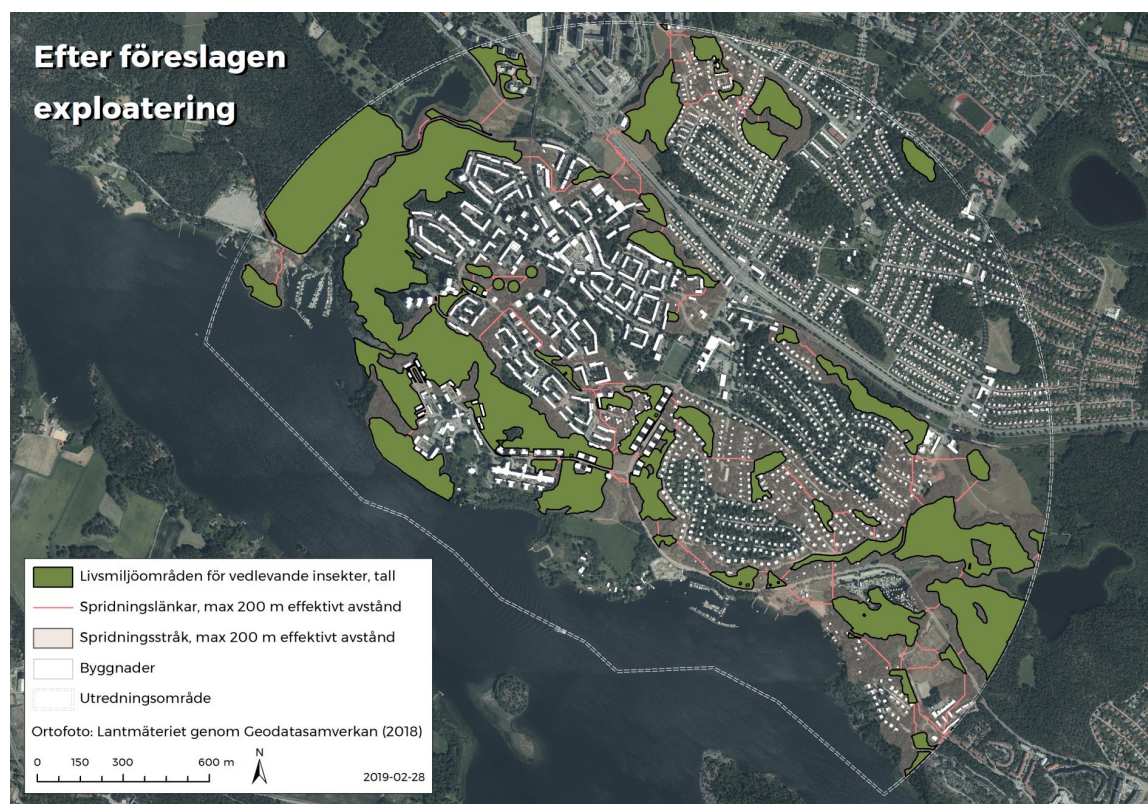 Efter föreslagen
exploatering
Livsmiljöområden för vedlevande insekter, tall
Spridningslänkar, max 200 m effektivt avstånd
Spridningsstråk, max 200 m effektivt avstånd
Byggnader
Utredningsområde
Ortofoto: Lantmäteriet genom Geodatasamverkan (2018)
N
0 150 300 600 m
2019-02-28